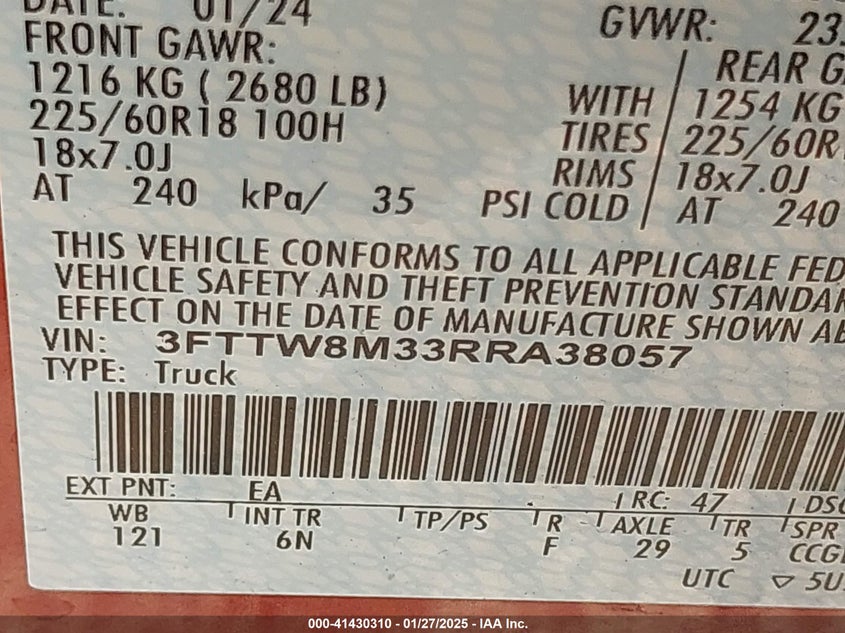 DATE: 01/24
GVWR: 23
FRONT GAWR:
REAR G
1216 KG ( 2680 LB)
WITH 1254 KG
225/60R18 100H
TIRES 225/60R
18x7.0J
RIMS 18x7.0J
AT 240 kPa/ 35 PSI COLD AT 240
THIS VEHICLE CONFORMS TO ALL APPLICABLE FED
VEHICLE SAFETY AND THEFT PREVENTION STANDAR
EFFECT ON THE DATE OF MANUFACTURE SHOWN AB
VIN: 3FTTW8M33RRA38057
TYPE: Truck
EXT PNT: EA RC: 47 DSO
WB INT TR TP/PS R AXLE TR SPR
121 6N F 29 5 CCG
UTC ▽ 5U
000-41430310 - 01/27/2025 - IAA Inc.